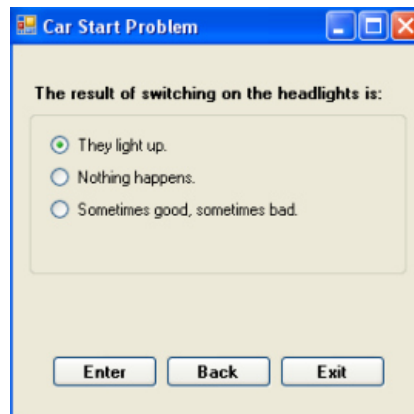 Car Start Problem
The result of switching on the headlights is:
They light up.
Nothing happens.
Sometimes good, sometimes bad.
Enter Back Exit